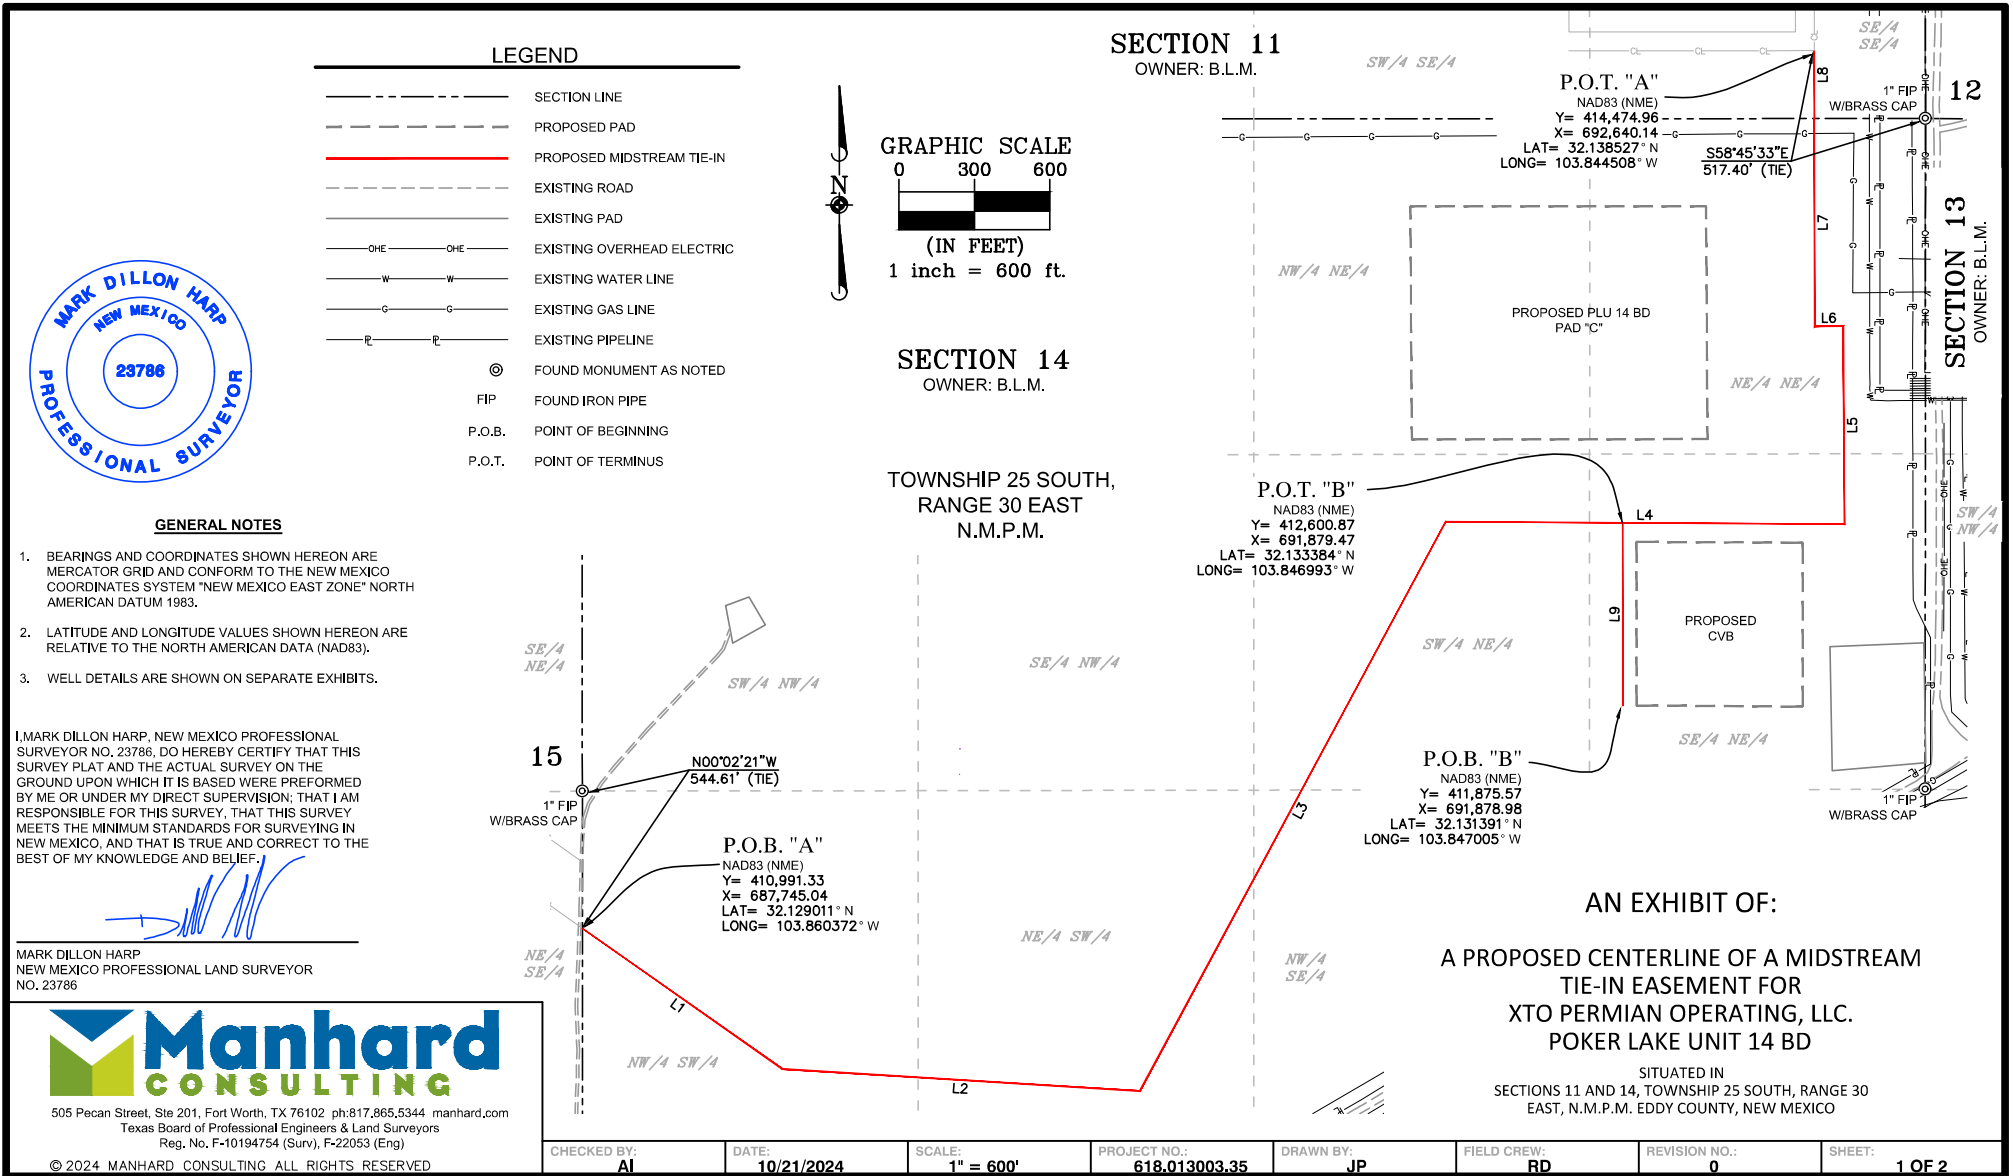 LEGEND
SECTION LINE
PROPOSED PAD
PROPOSED MIDSTREAM TIE-IN
EXISTING ROAD
EXISTING PAD
OHE OHE EXISTING OVERHEAD ELECTRIC
W W EXISTING WATER LINE
G G EXISTING GAS LINE
PL PL EXISTING PIPELINE
FOUND MONUMENT AS NOTED
FIP FOUND IRON PIPE
P.O.B. POINT OF BEGINNING
P.O.T. POINT OF TERMINUS
N
GRAPHIC SCALE
0 300 600
(IN FEET)
1 inch = 600 ft.
MARK DILLON HARP
NEW MEXICO
23786
PROFESSIONAL SURVEYOR
GENERAL NOTES
1. BEARINGS AND COORDINATES SHOWN HEREON ARE
MERCATOR GRID AND CONFORM TO THE NEW MEXICO
COORDINATES SYSTEM "NEW MEXICO EAST ZONE" NORTH
AMERICAN DATUM 1983.
2. LATITUDE AND LONGITUDE VALUES SHOWN HEREON ARE
RELATIVE TO THE NORTH AMERICAN DATA (NAD83).
3. WELL DETAILS ARE SHOWN ON SEPARATE EXHIBITS.
I,MARK DILLON HARP, NEW MEXICO PROFESSIONAL
SURVEYOR NO. 23786, DO HEREBY CERTIFY THAT THIS
SURVEY PLAT AND THE ACTUAL SURVEY ON THE
GROUND UPON WHICH IT IS BASED WERE PREFORMED
BY ME OR UNDER MY DIRECT SUPERVISION; THAT I AM
RESPONSIBLE FOR THIS SURVEY, THAT THIS SURVEY
MEETS THE MINIMUM STANDARDS FOR SURVEYING IN
NEW MEXICO, AND THAT IS TRUE AND CORRECT TO THE
BEST OF MY KNOWLEDGE AND BELIEF.
MARK DILLON HARP
NEW MEXICO PROFESSIONAL LAND SURVEYOR
NO. 23786
Manhard
CONSULTING
505 Pecan Street, Ste 201, Fort Worth, TX 76102 ph:817.865.5344 manhard.com
Texas Board of Professional Engineers & Land Surveyors
Reg. No. F-10194754 (Surv), F-22053 (Eng)
© 2024 MANHARD CONSULTING ALL RIGHTS RESERVED
SECTION 11
OWNER: B.L.M.
SW/4 SE/4
SE/4
SE/4
12
P.O.T. "A"
NAD83 (NME)
Y= 414,474.96
X= 692,640.14
LAT= 32.138527° N
LONG= 103.844508° W
1" FIP
W/BRASS CAP
S58°45'33"E
517.40' (TIE)
L8
L7
L6
L5
SECTION 13
OWNER: B.L.M.
NW/4 NE/4
PROPOSED PLU 14 BD
PAD "C"
NE/4 NE/4
SECTION 14
OWNER: B.L.M.
TOWNSHIP 25 SOUTH,
RANGE 30 EAST
N.M.P.M.
P.O.T. "B"
NAD83 (NME)
Y= 412,600.87
X= 691,879.47
LAT= 32.133384° N
LONG= 103.846993° W
L4
SW/4
NW/4
L9
PROPOSED
CVB
SE/4
NE/4
SW/4 NW/4
SE/4 NW/4
SW/4 NE/4
SE/4 NE/4
15
N00°02'21"W
544.61' (TIE)
1" FIP
W/BRASS CAP
P.O.B. "B"
NAD83 (NME)
Y= 411,875.57
X= 691,878.98
LAT= 32.131391° N
LONG= 103.847005° W
1" FIP
W/BRASS CAP
L3
P.O.B. "A"
NAD83 (NME)
Y= 410,991.33
X= 687,745.04
LAT= 32.129011° N
LONG= 103.860372° W
NE/4
SE/4
NE/4 SW/4
NW/4
SE/4
L1
NW/4 SW/4
L2
AN EXHIBIT OF:
A PROPOSED CENTERLINE OF A MIDSTREAM
TIE-IN EASEMENT FOR
XTO PERMIAN OPERATING, LLC.
POKER LAKE UNIT 14 BD
SITUATED IN
SECTIONS 11 AND 14, TOWNSHIP 25 SOUTH, RANGE 30
EAST, N.M.P.M. EDDY COUNTY, NEW MEXICO
CHECKED BY: AI
DATE: 10/21/2024
SCALE: 1" = 600'
PROJECT NO.: 618.013003.35
DRAWN BY: JP
FIELD CREW: RD
REVISION NO.: 0
SHEET: 1 OF 2